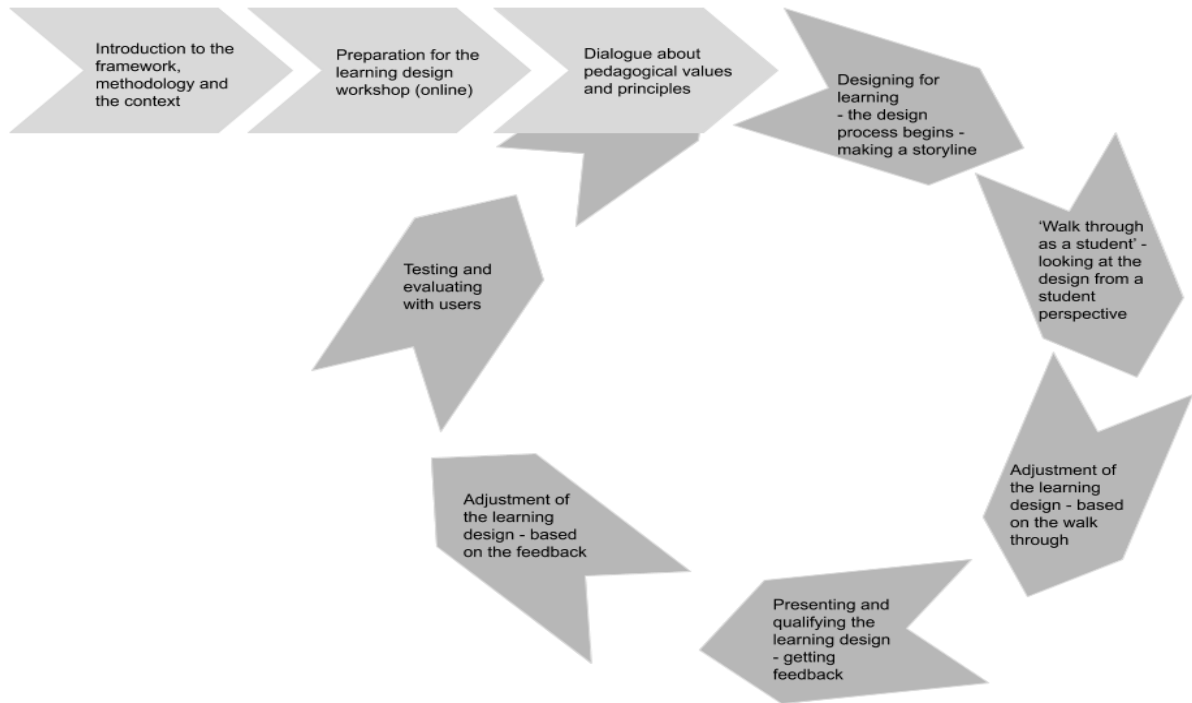 Introduction to the
framework,
methodology and
the context
Preparation for the
learning design
workshop (online)
Dialogue about
pedagogical values
and principles
Designing for
learning
- the design
process begins -
making a storyline
‘Walk through
as a student’ -
looking at the
design from a
student
perspective
Adjustment of
the learning
design - based
on the walk
through
Presenting and
qualifying the
learning design
- getting
feedback
Adjustment of
the learning
design - based
on the feedback
Testing and
evaluating
with users